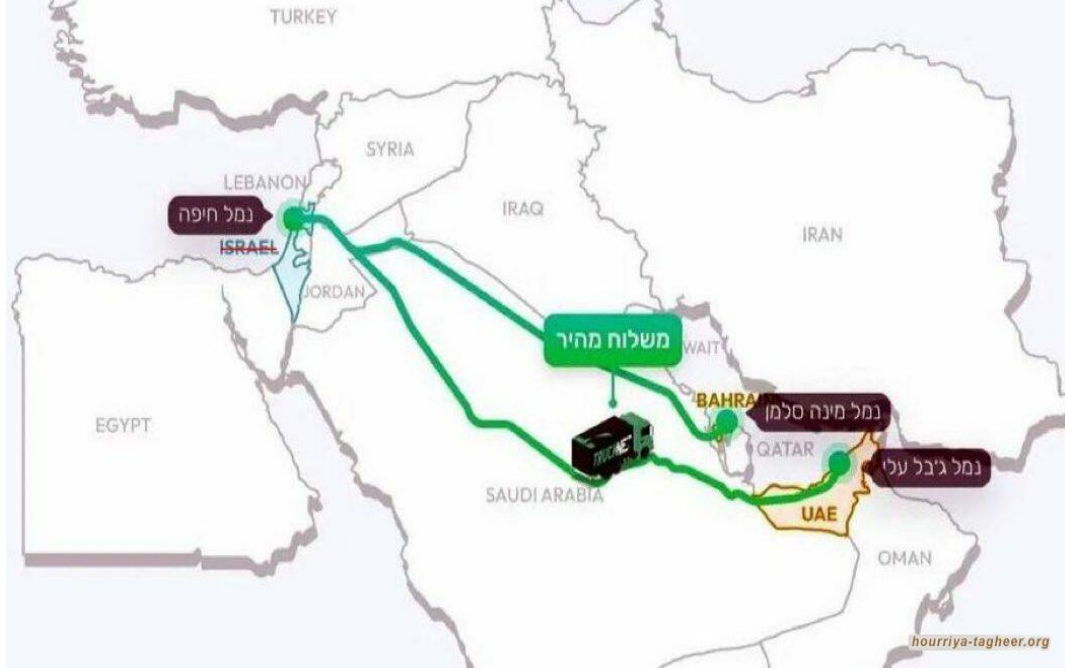 TURKEY
SYRIA
LEBANON
נמל חיפה
IRAQ
IRAN
ISRAEL
JORDAN
משלוח מהיר
WAIT
BAHRAIN
נמל מינה סלמן
EGYPT
QATAR
נמל ג'בל עלי
TRUCKNET
SAUDI ARABIA
UAE
OMAN
hourriya-tagheer.org